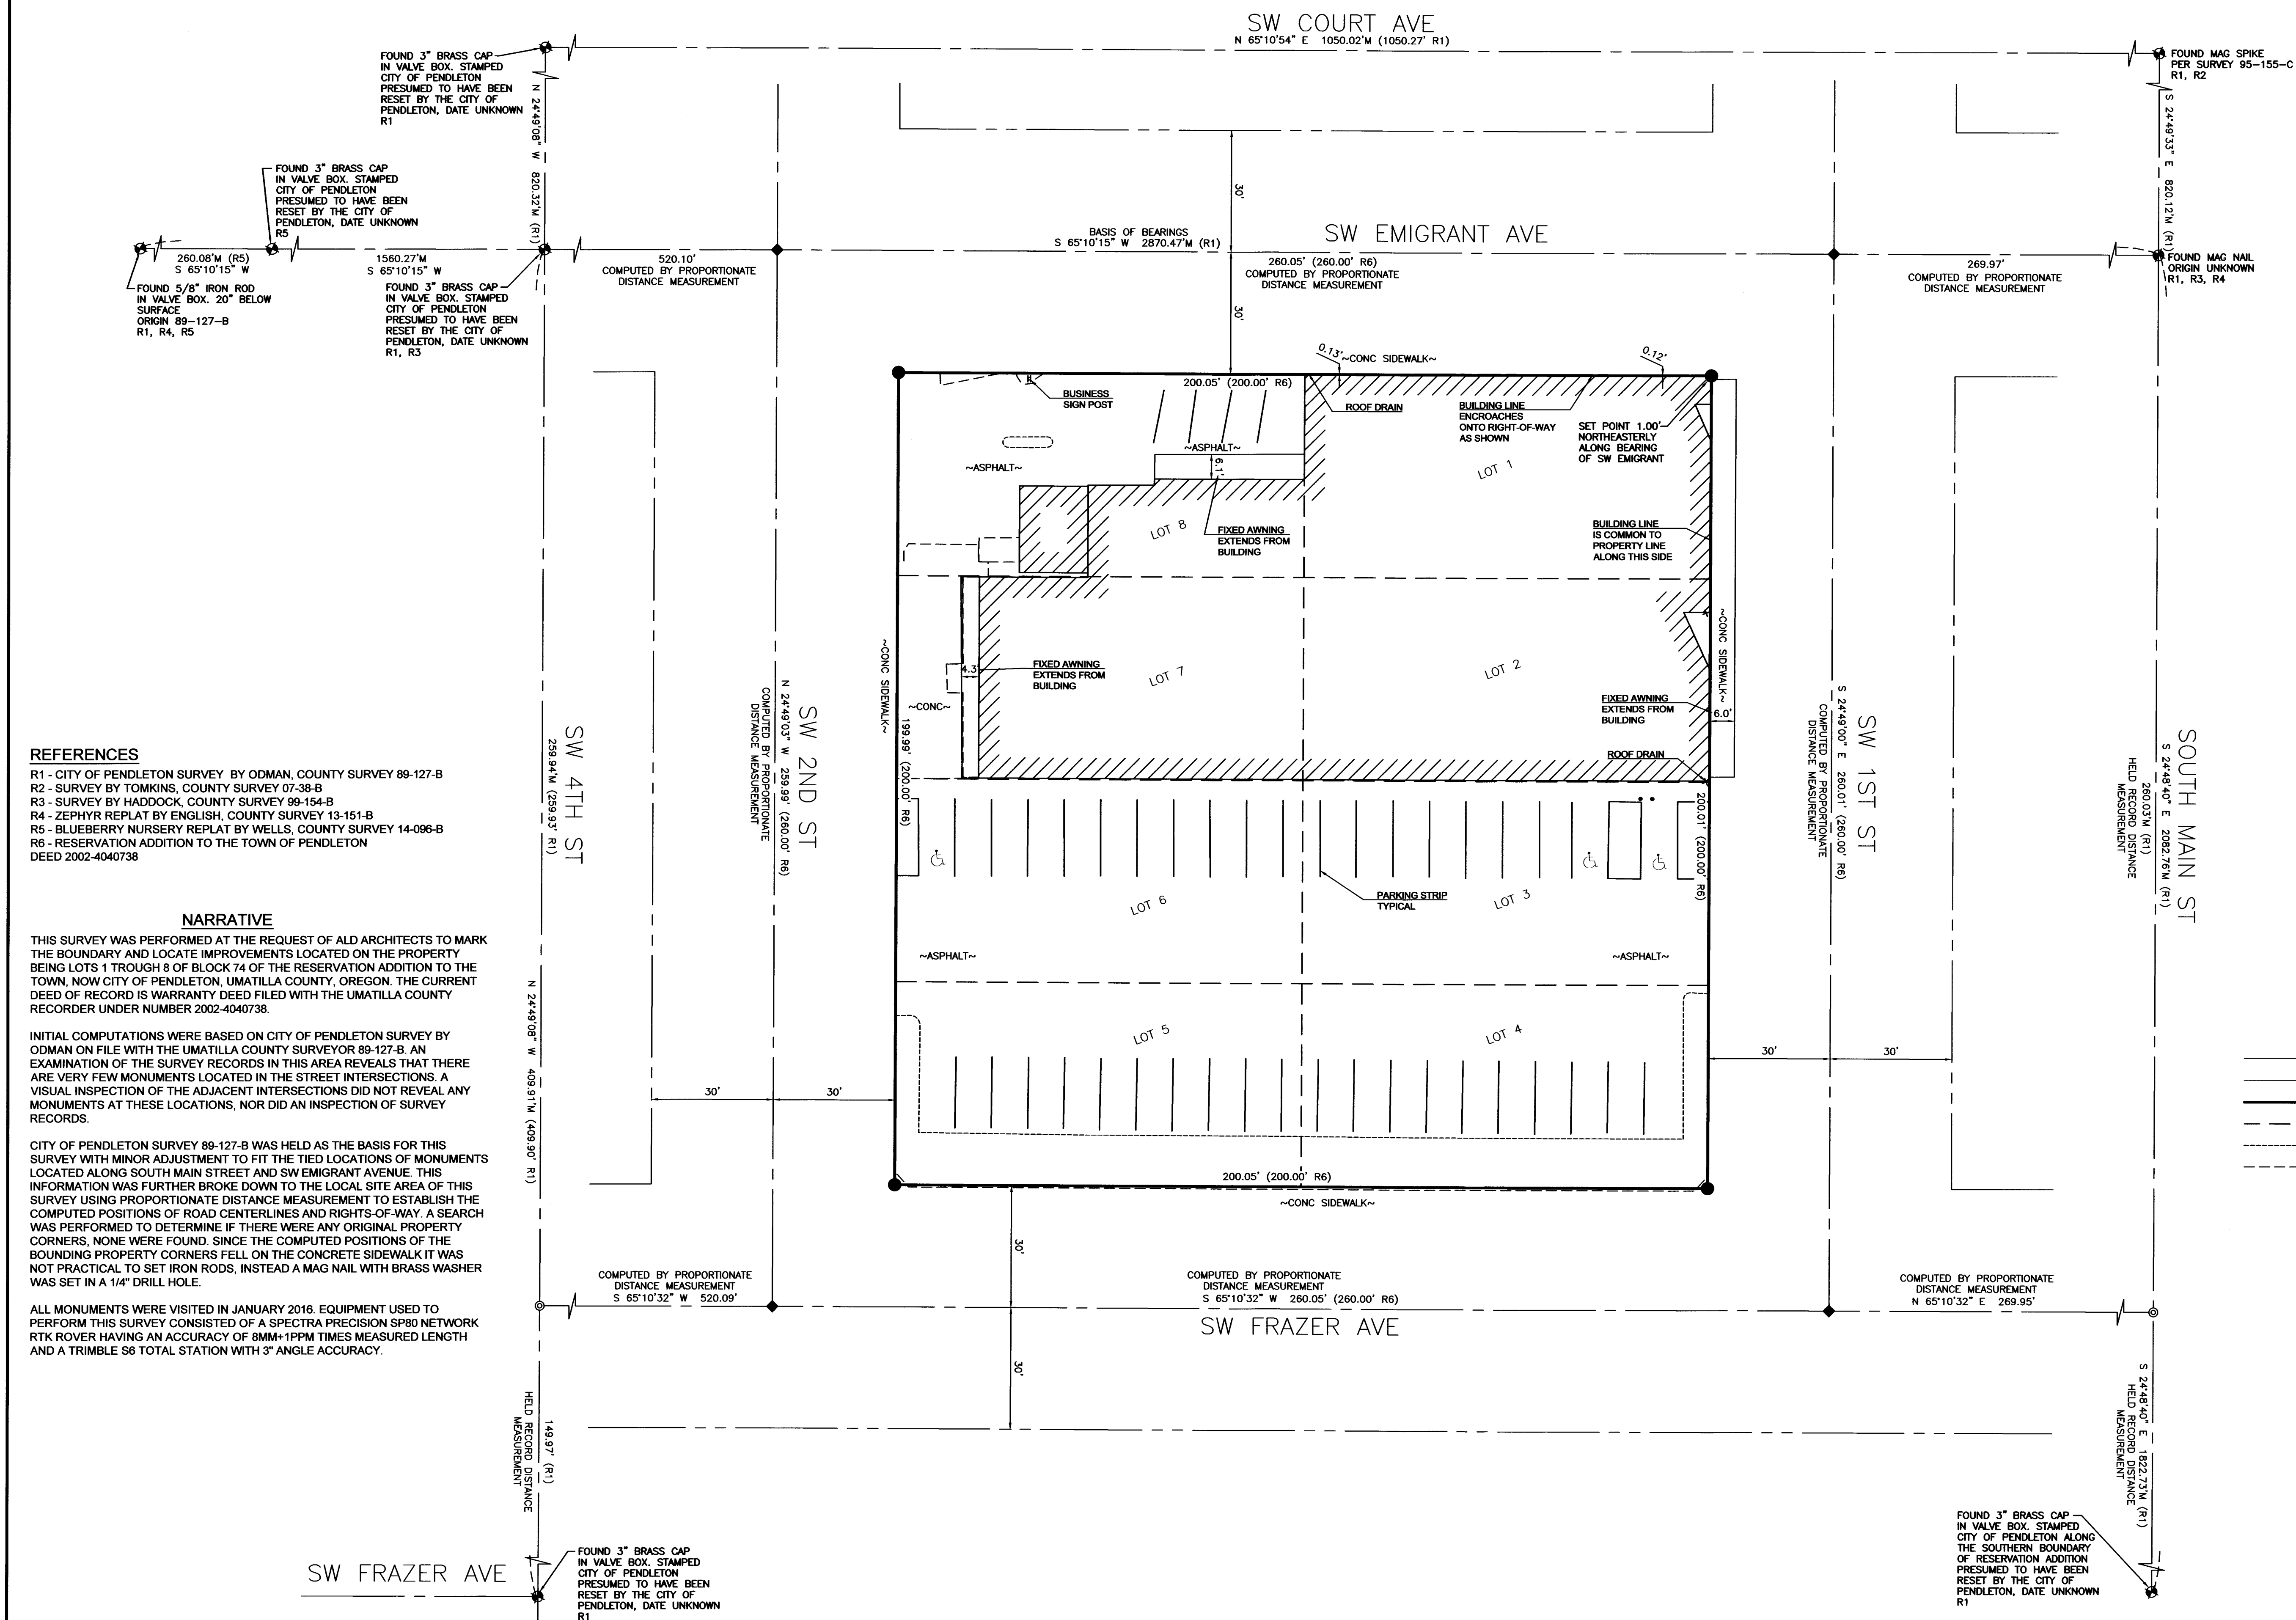 SW COURT AVE
N 65°10'54" E 1050.02'M (1050.27' R1)
FOUND 3" BRASS CAP
IN VALVE BOX. STAMPED
CITY OF PENDLETON
PRESUMED TO HAVE BEEN
RESET BY THE CITY OF
PENDLETON, DATE UNKNOWN
R1
FOUND MAG SPIKE
PER SURVEY 95-155-C
R1, R2
N 24°49'08" W 820.32'M (R1)
S 24°49'33" E 820.12'M (R1)
FOUND 3" BRASS CAP
IN VALVE BOX. STAMPED
CITY OF PENDLETON
PRESUMED TO HAVE BEEN
RESET BY THE CITY OF
PENDLETON, DATE UNKNOWN
R5
30'
BASIS OF BEARINGS
S 65°10'15" W 2870.47'M (R1)
SW EMIGRANT AVE
260.08'M (R5)
S 65°10'15" W
1560.27'M
S 65°10'15" W
520.10'
COMPUTED BY PROPORTIONATE
DISTANCE MEASUREMENT
260.05' (260.00' R6)
COMPUTED BY PROPORTIONATE
DISTANCE MEASUREMENT
269.97'
COMPUTED BY PROPORTIONATE
DISTANCE MEASUREMENT
FOUND MAG NAIL
ORIGIN UNKNOWN
R1, R3, R4
FOUND 5/8" IRON ROD
IN VALVE BOX. 20" BELOW
SURFACE
ORIGIN 89-127-B
R1, R4, R5
FOUND 3" BRASS CAP
IN VALVE BOX. STAMPED
CITY OF PENDLETON
PRESUMED TO HAVE BEEN
RESET BY THE CITY OF
PENDLETON, DATE UNKNOWN
R1, R3
30'
0.13'
~CONC SIDEWALK~
0.12'
200.05' (200.00' R6)
BUSINESS
SIGN POST
ROOF DRAIN
BUILDING LINE
ENCROACHES
ONTO RIGHT-OF-WAY
AS SHOWN
SET POINT 1.00'
NORTHEASTERLY
ALONG BEARING
OF SW EMIGRANT
~ASPHALT~
6.1'
~ASPHALT~
LOT 1
LOT 8
FIXED AWNING
EXTENDS FROM
BUILDING
BUILDING LINE
IS COMMON TO
PROPERTY LINE
ALONG THIS SIDE
~CONC SIDEWALK~
~CONC SIDEWALK~
4.3'
FIXED AWNING
EXTENDS FROM
BUILDING
LOT 7
LOT 2
~CONC~
FIXED AWNING
EXTENDS FROM
BUILDING
6.0'
ROOF DRAIN
199.99' (200.00' R6)
200.01' (200.00' R6)
SW 4TH ST
259.94'M (259.93' R1)
SW 2ND ST
N 24°49'03" W 259.99' (260.00' R6)
COMPUTED BY PROPORTIONATE
DISTANCE MEASUREMENT
SW 1ST ST
S 24°49'00" E 260.01' (260.00' R6)
COMPUTED BY PROPORTIONATE
DISTANCE MEASUREMENT
SOUTH MAIN ST
S 24°48'40" E 2082.76'M (R1)
260.03'M (R1)
HELD RECORD DISTANCE
MEASUREMENT
REFERENCES
R1 - CITY OF PENDLETON SURVEY BY ODMAN, COUNTY SURVEY 89-127-B
R2 - SURVEY BY TOMKINS, COUNTY SURVEY 07-38-B
R3 - SURVEY BY HADDOCK, COUNTY SURVEY 99-154-B
R4 - ZEPHYR REPLAT BY ENGLISH, COUNTY SURVEY 13-151-B
R5 - BLUEBERRY NURSERY REPLAT BY WELLS, COUNTY SURVEY 14-096-B
R6 - RESERVATION ADDITION TO THE TOWN OF PENDLETON
DEED 2002-4040738
NARRATIVE
THIS SURVEY WAS PERFORMED AT THE REQUEST OF ALD ARCHITECTS TO MARK
THE BOUNDARY AND LOCATE IMPROVEMENTS LOCATED ON THE PROPERTY
BEING LOTS 1 TROUGH 8 OF BLOCK 74 OF THE RESERVATION ADDITION TO THE
TOWN, NOW CITY OF PENDLETON, UMATILLA COUNTY, OREGON. THE CURRENT
DEED OF RECORD IS WARRANTY DEED FILED WITH THE UMATILLA COUNTY
RECORDER UNDER NUMBER 2002-4040738.
INITIAL COMPUTATIONS WERE BASED ON CITY OF PENDLETON SURVEY BY
ODMAN ON FILE WITH THE UMATILLA COUNTY SURVEYOR 89-127-B. AN
EXAMINATION OF THE SURVEY RECORDS IN THIS AREA REVEALS THAT THERE
ARE VERY FEW MONUMENTS LOCATED IN THE STREET INTERSECTIONS. A
VISUAL INSPECTION OF THE ADJACENT INTERSECTIONS DID NOT REVEAL ANY
MONUMENTS AT THESE LOCATIONS, NOR DID AN INSPECTION OF SURVEY
RECORDS.
CITY OF PENDLETON SURVEY 89-127-B WAS HELD AS THE BASIS FOR THIS
SURVEY WITH MINOR ADJUSTMENT TO FIT THE TIED LOCATIONS OF MONUMENTS
LOCATED ALONG SOUTH MAIN STREET AND SW EMIGRANT AVENUE. THIS
INFORMATION WAS FURTHER BROKE DOWN TO THE LOCAL SITE AREA OF THIS
SURVEY USING PROPORTIONATE DISTANCE MEASUREMENT TO ESTABLISH THE
COMPUTED POSITIONS OF ROAD CENTERLINES AND RIGHTS-OF-WAY. A SEARCH
WAS PERFORMED TO DETERMINE IF THERE WERE ANY ORIGINAL PROPERTY
CORNERS, NONE WERE FOUND. SINCE THE COMPUTED POSITIONS OF THE
BOUNDING PROPERTY CORNERS FELL ON THE CONCRETE SIDEWALK IT WAS
NOT PRACTICAL TO SET IRON RODS, INSTEAD A MAG NAIL WITH BRASS WASHER
WAS SET IN A 1/4" DRILL HOLE.
ALL MONUMENTS WERE VISITED IN JANUARY 2016. EQUIPMENT USED TO
PERFORM THIS SURVEY CONSISTED OF A SPECTRA PRECISION SP80 NETWORK
RTK ROVER HAVING AN ACCURACY OF 8MM+1PPM TIMES MEASURED LENGTH
AND A TRIMBLE S6 TOTAL STATION WITH 3" ANGLE ACCURACY.
PARKING STRIP
TYPICAL
LOT 6
LOT 3
~ASPHALT~
~ASPHALT~
LOT 5
LOT 4
30'
30'
30'
30'
N 24°49'08" W 409.91'M (409.90' R1)
200.05' (200.00' R6)
~CONC SIDEWALK~
30'
COMPUTED BY PROPORTIONATE
DISTANCE MEASUREMENT
S 65°10'32" W 520.09'
COMPUTED BY PROPORTIONATE
DISTANCE MEASUREMENT
S 65°10'32" W 260.05' (260.00' R6)
COMPUTED BY PROPORTIONATE
DISTANCE MEASUREMENT
N 65°10'32" E 269.95'
SW FRAZER AVE
30'
149.97' (R1)
HELD RECORD DISTANCE
MEASUREMENT
S 24°48'40" E 1822.73'M (R1)
HELD RECORD DISTANCE
MEASUREMENT
SW FRAZER AVE
FOUND 3" BRASS CAP
IN VALVE BOX. STAMPED
CITY OF PENDLETON
PRESUMED TO HAVE BEEN
RESET BY THE CITY OF
PENDLETON, DATE UNKNOWN
R1
FOUND 3" BRASS CAP
IN VALVE BOX. STAMPED
CITY OF PENDLETON ALONG
THE SOUTHERN BOUNDARY
OF RESERVATION ADDITION
PRESUMED TO HAVE BEEN
RESET BY THE CITY OF
PENDLETON, DATE UNKNOWN
R1